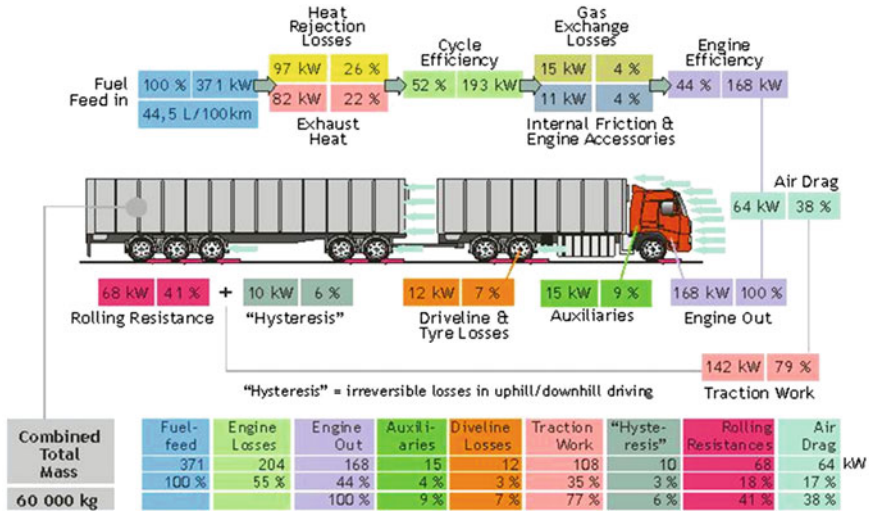 Heat
Rejection
Losses
Gas
Exchange
Losses
Cycle
Efficiency
Engine
Efficiency
Fuel
Feed in
100 % 371 kW
44,5 L/100km
97 kW 26 %
82 kW 22 %
52 % 193 kW
15 kW 4 %
11 kW 4 %
44 % 168 kW
Exhaust
Heat
Internal Friction &
Engine Accessories
Air Drag
64 kW 38 %
68 kW 41 % + 10 kW 6 % 12 kW 7 % 15 kW 9 % 168 kW 100 %
Rolling Resistance "Hysteresis" Driveline &
Tyre Losses
Auxiliaries Engine Out
142 kW 79 %
"Hysteresis" = irreversible losses in uphill/downhill driving
Traction Work
Combined
Total
Mass
60 000 kg
Fuel- Engine Engine Auxili- Diveline Traction "Hyste- Rolling Air
feed Losses Out aries Losses Work resis" Resistances Drag
371 204 168 15 12 108 10 68 64 kW
100 % 55 % 44 % 4 % 3 % 35 % 3 % 18 % 17 %
100 % 9 % 7 % 77 % 6 % 41 % 38 %